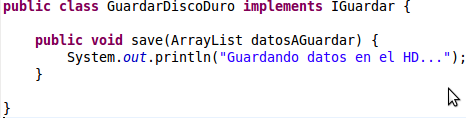 public class GuardarDiscoDuro implements IGuardar {
public void save(ArrayList datosAGuardar) {
System.out.println("Guardando datos en el HD...");
}
}